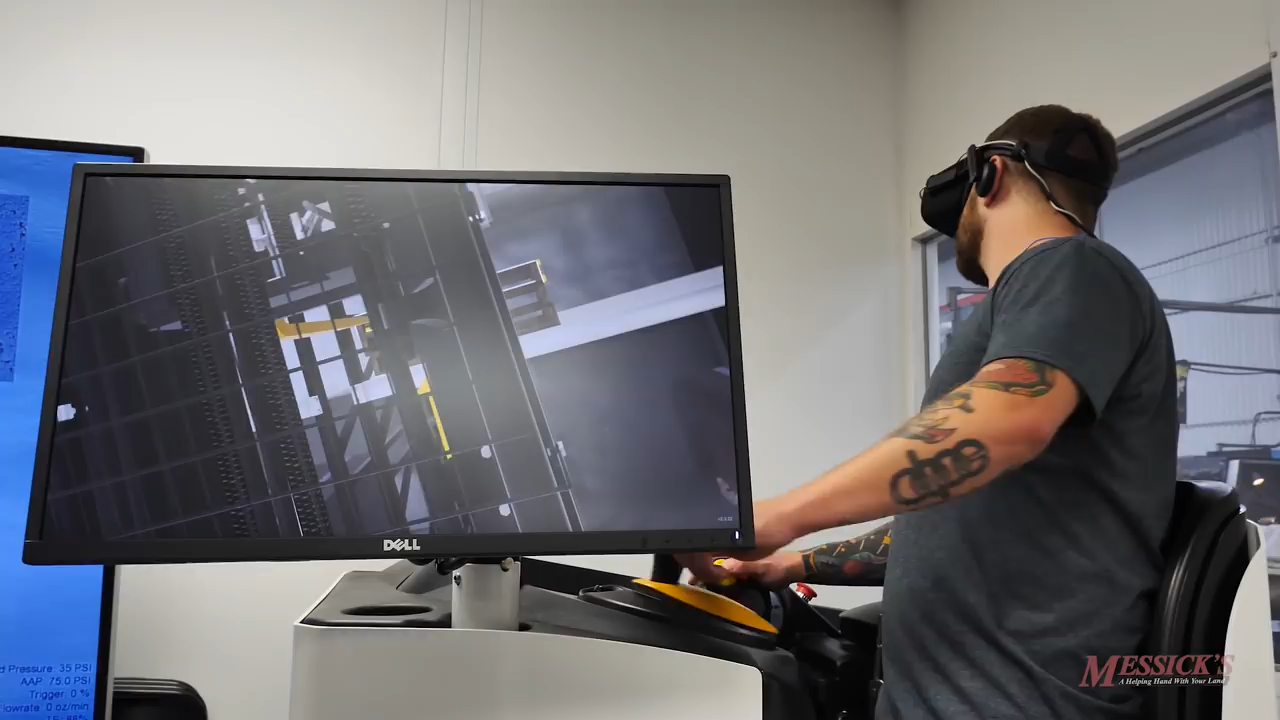 DELL
d Pressure: 35 PSI
AAP: 75.0 PSI
Trigger: 0 %
lowrate: 0 oz/min
MESSICK'S
A Helping Hand With Your Land